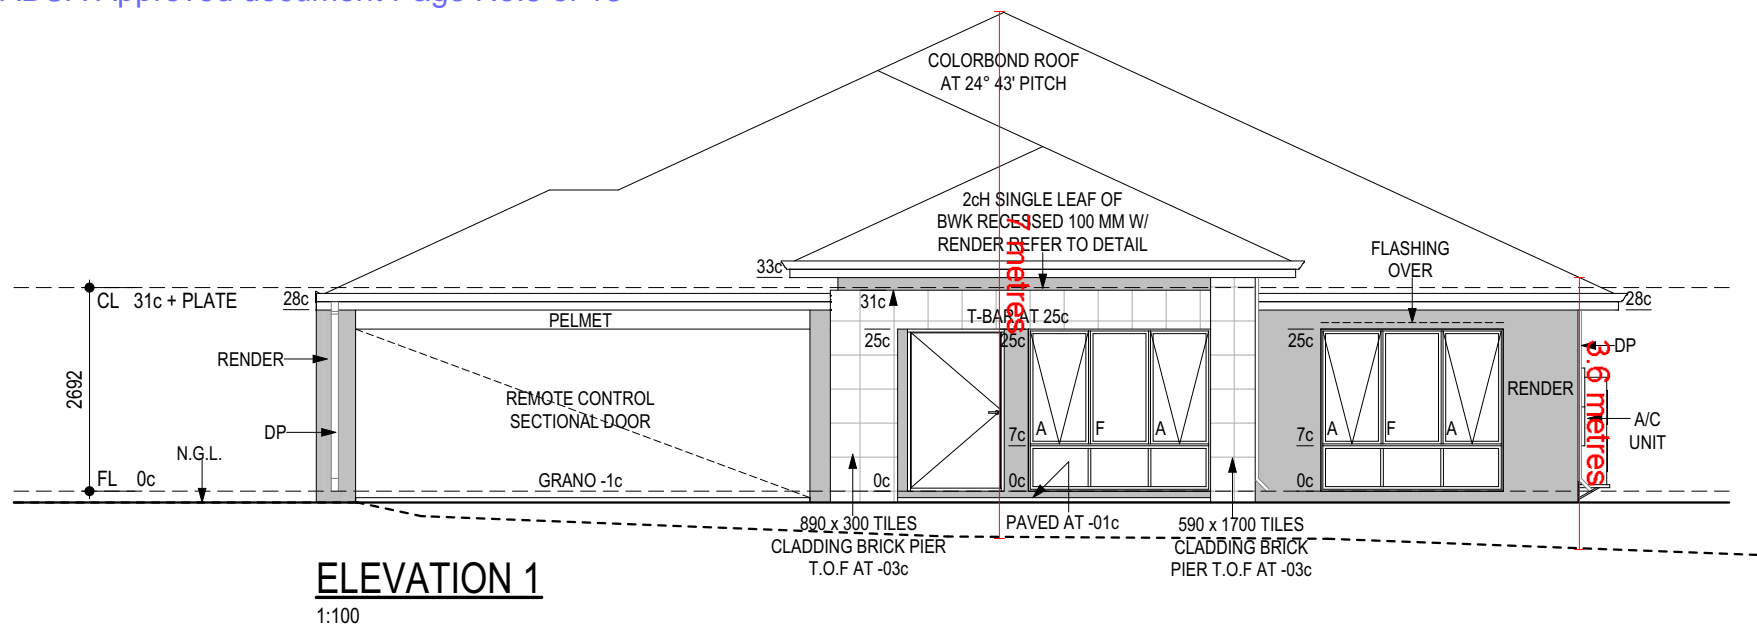 Approved document Page No.
COLORBOND ROOF
AT 24° 43' PITCH
2cH SINGLE LEAF OF
BWK RECESSED 100 MM W/
RENDER REFER TO DETAIL
7 metres
FLASHING
OVER
33c
CL 31c + PLATE
28c
31c
28c
PELMET
T-BAR AT 25c
25c
25c
25c
RENDER
DP
3.6 metres
2692
REMOTE CONTROL
SECTIONAL DOOR
RENDER
DP
A F A
A F A
A/C
UNIT
7c
7c
N.G.L.
FL 0c
GRANO -1c
0c
0c
0c
890 x 300 TILES
CLADDING BRICK PIER
T.O.F AT -03c
PAVED AT -01c
590 x 1700 TILES
CLADDING BRICK
PIER T.O.F AT -03c
ELEVATION 1
1:100